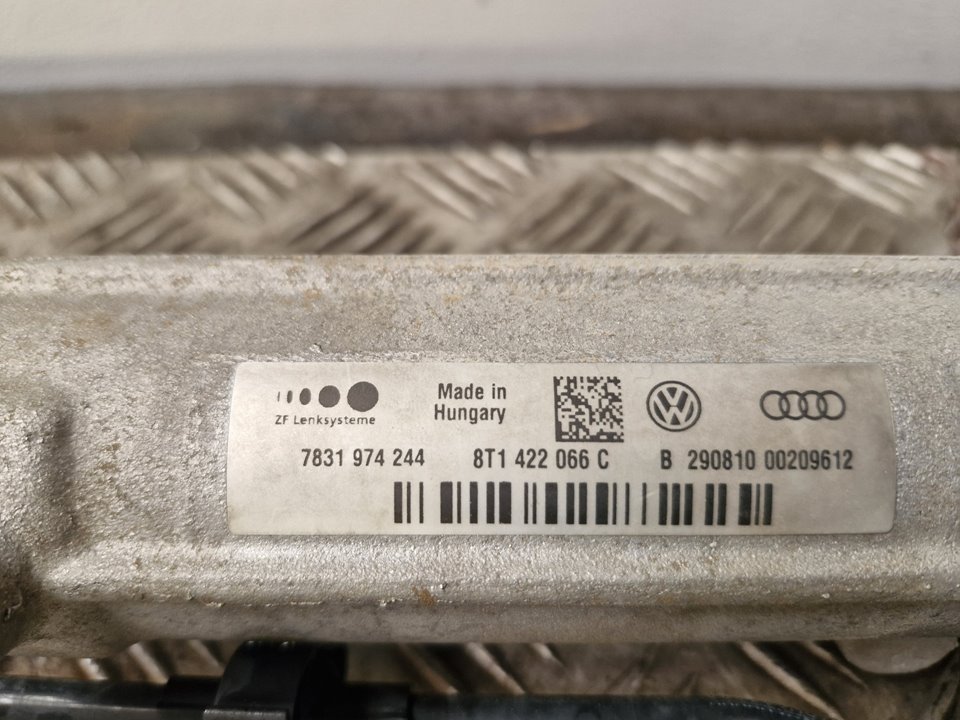 Made in
Hungary
ZF Lenksysteme
7831 974 244 8T1 422 066 C B 290810 00209612